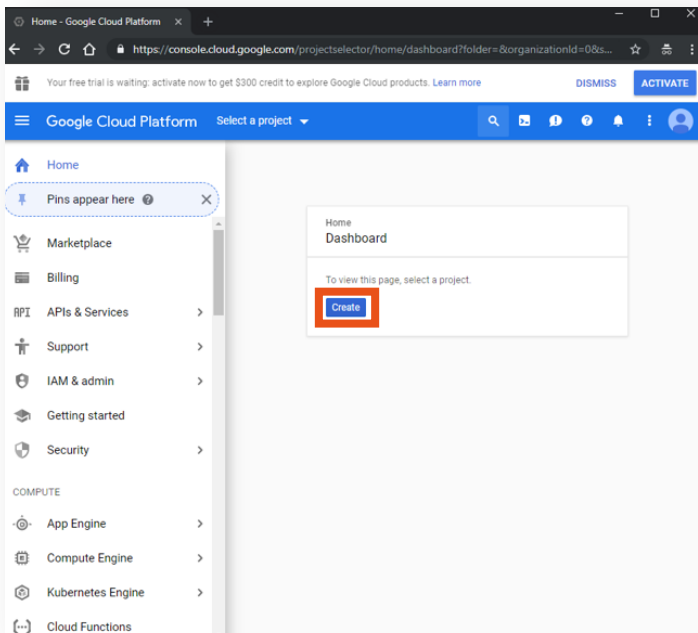 Home - Google Cloud Platform
https://console.cloud.google.com/projectselector/home/dashboard?folder=&organizationId=0&s...
Your free trial is waiting: activate now to get $300 credit to explore Google Cloud products. Learn more
DISMISS
ACTIVATE
Google Cloud Platform
Select a project
Home
Pins appear here
Marketplace
Billing
API APIs & Services
Support
IAM & admin
Getting started
Security
COMPUTE
App Engine
Compute Engine
Kubernetes Engine
Cloud Functions
Home
Dashboard
To view this page, select a project.
Create